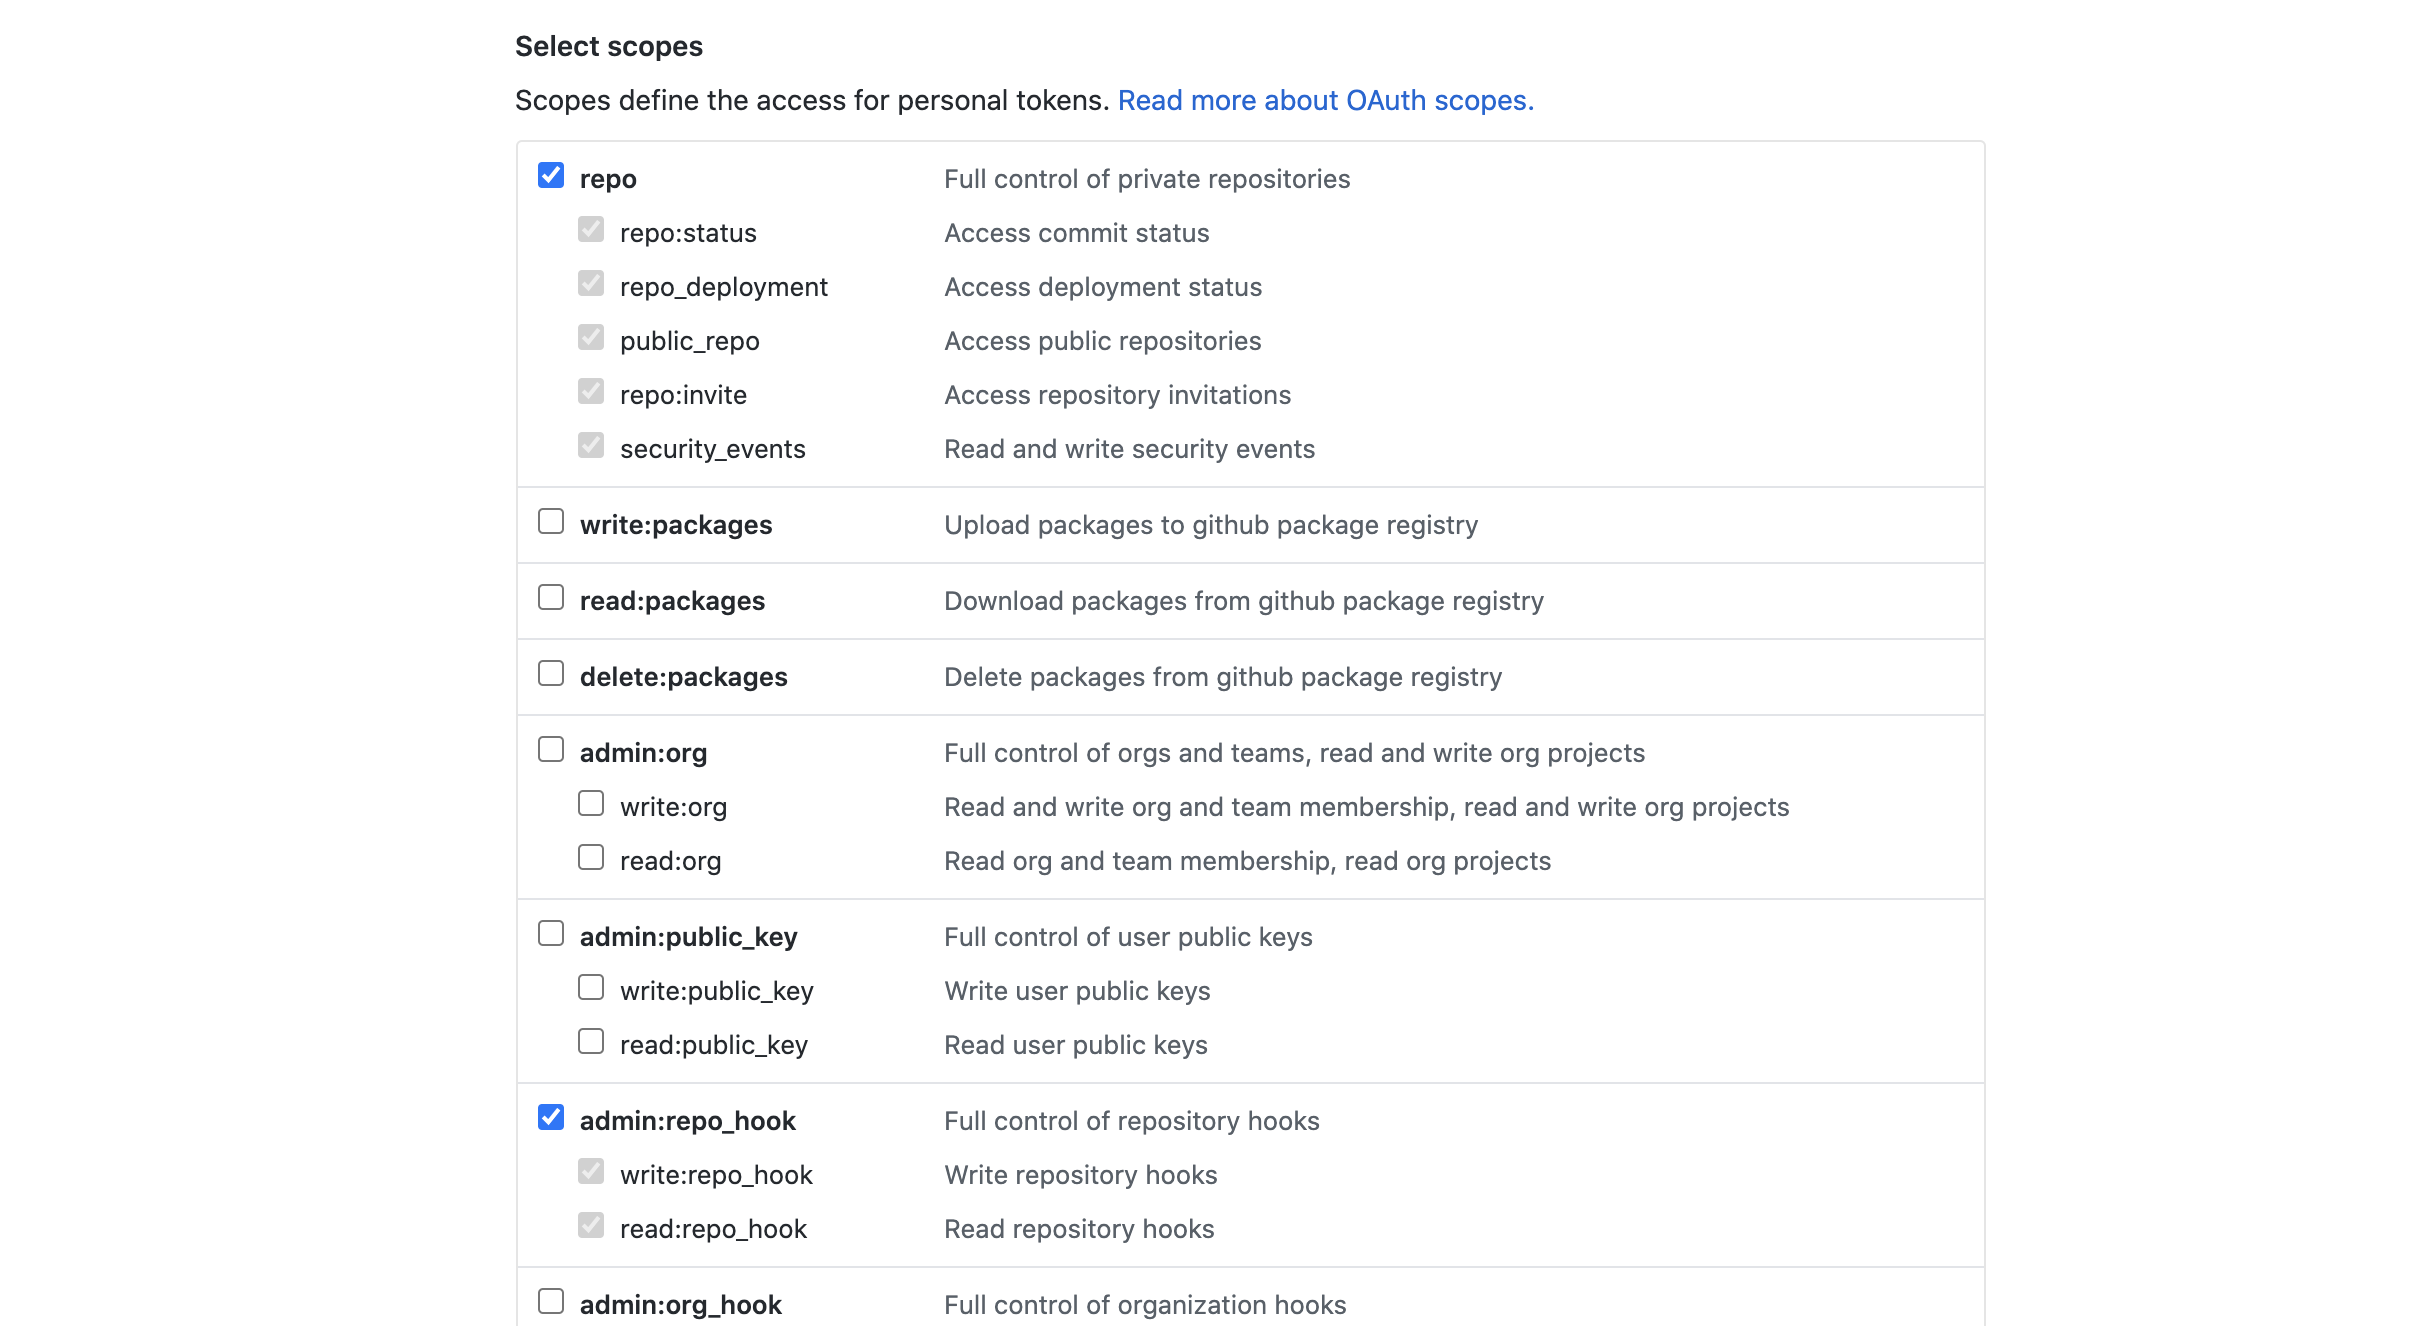 Select scopes
Scopes define the access for personal tokens. Read more about OAuth scopes.
repo Full control of private repositories
repo:status Access commit status
repo_deployment Access deployment status
public_repo Access public repositories
repo:invite Access repository invitations
security_events Read and write security events
write:packages Upload packages to github package registry
read:packages Download packages from github package registry
delete:packages Delete packages from github package registry
admin:org Full control of orgs and teams, read and write org projects
write:org Read and write org and team membership, read and write org projects
read:org Read org and team membership, read org projects
admin:public_key Full control of user public keys
write:public_key Write user public keys
read:public_key Read user public keys
admin:repo_hook Full control of repository hooks
write:repo_hook Write repository hooks
read:repo_hook Read repository hooks
admin:org_hook Full control of organization hooks